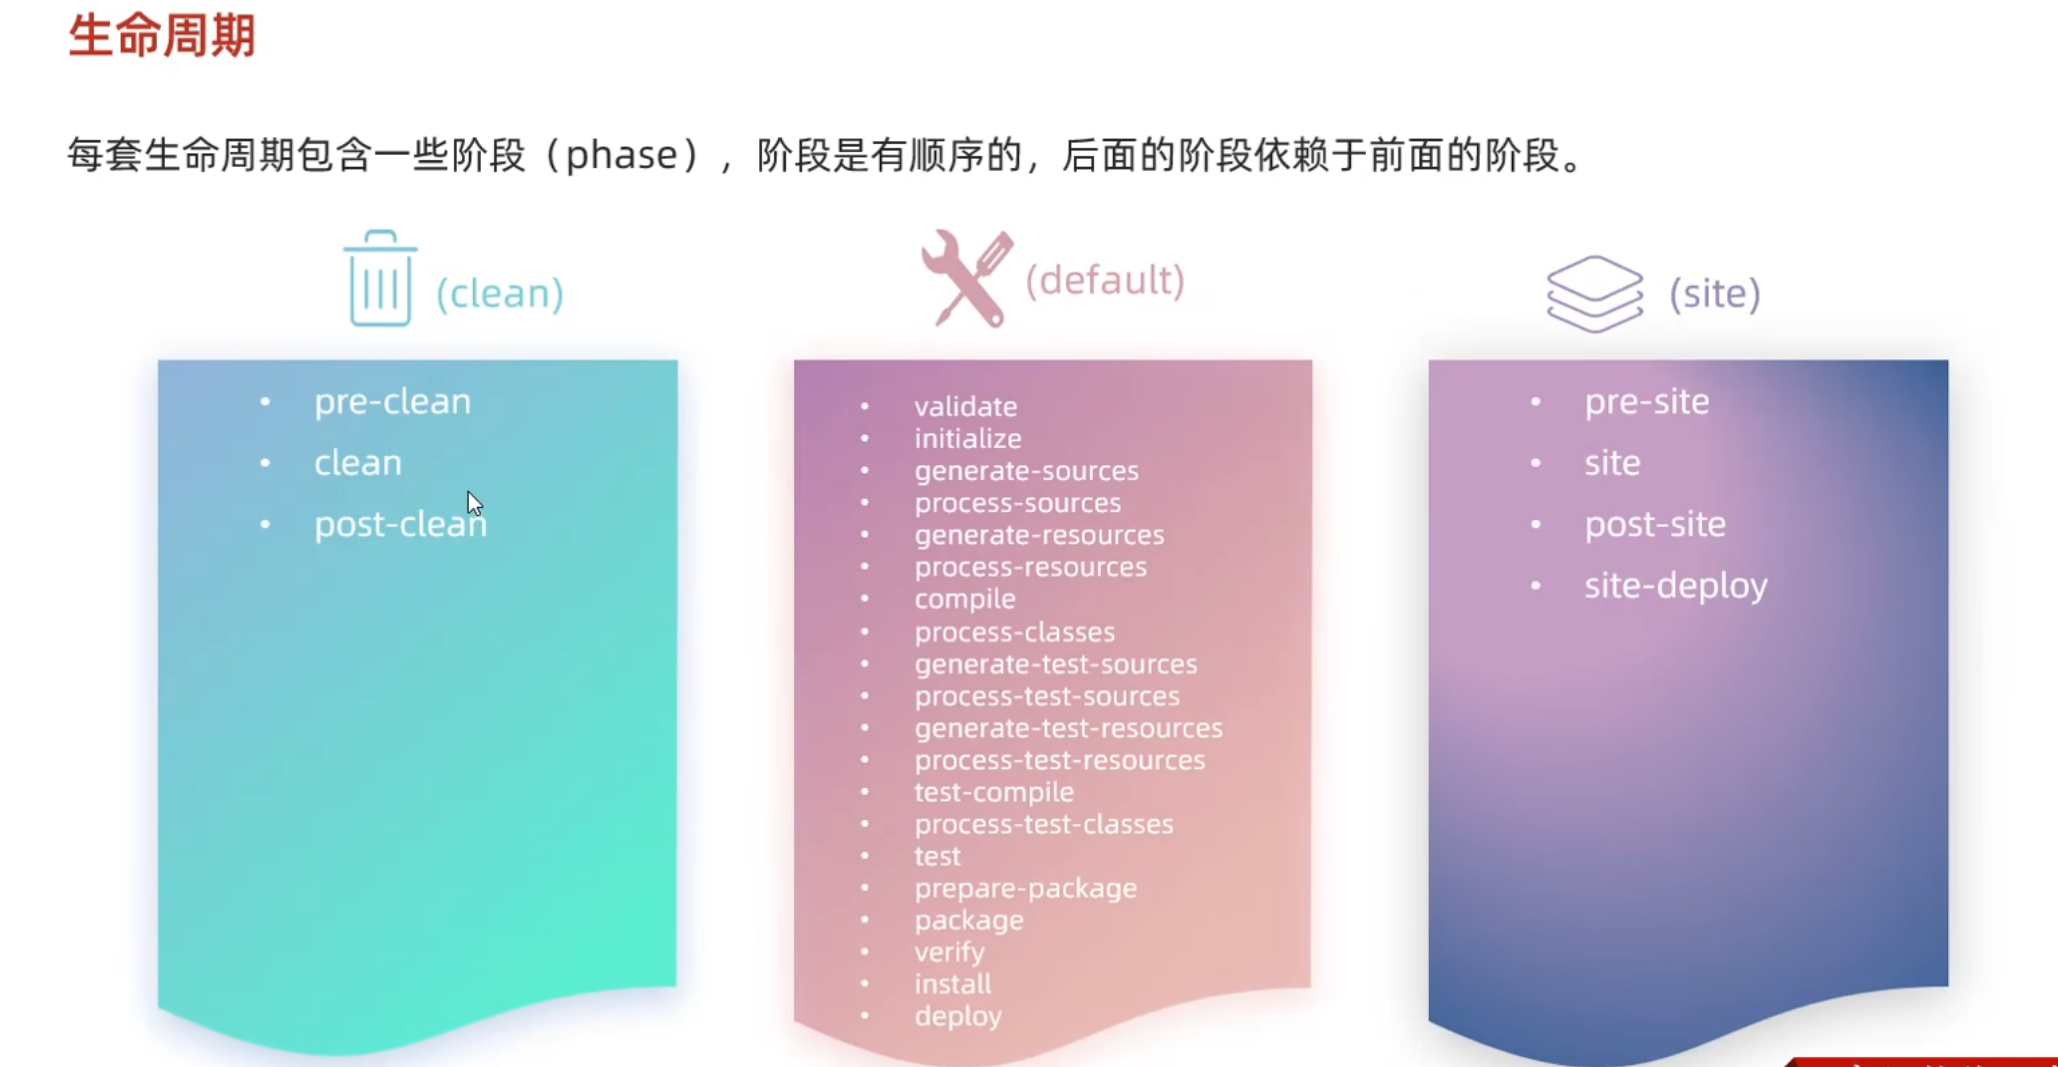 生命周期
每套生命周期包含一些阶段（phase），阶段是有顺序的，后面的阶段依赖于前面的阶段。
(clean)
• pre-clean
• clean
• post-clean
(default)
• validate
• initialize
• generate-sources
• process-sources
• generate-resources
• process-resources
• compile
• process-classes
• generate-test-sources
• process-test-sources
• generate-test-resources
• process-test-resources
• test-compile
• process-test-classes
• test
• prepare-package
• package
• verify
• install
• deploy
(site)
• pre-site
• site
• post-site
• site-deploy